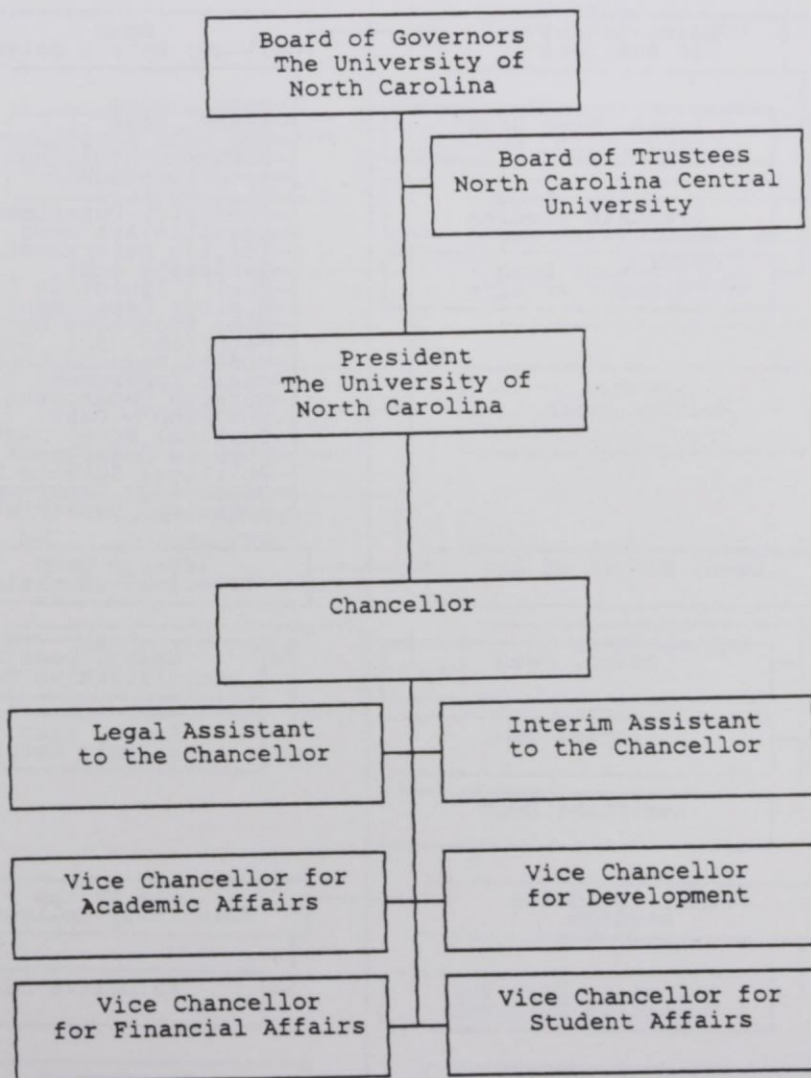 Board of Governors
The University of
North Carolina
Board of Trustees
North Carolina Central
University
President
The University of
North Carolina
Chancellor
Legal Assistant
to the Chancellor
Interim Assistant
to the Chancellor
Vice Chancellor for
Academic Affairs
Vice Chancellor
for Development
Vice Chancellor
for Financial Affairs
Vice Chancellor for
Student Affairs